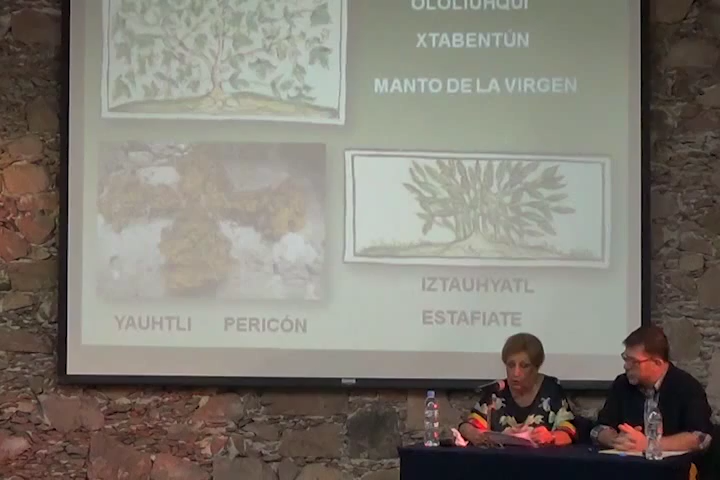 OLOLIUHQUI
XTABENTÚN
MANTO DE LA VIRGEN
IZTAUHYATL
ESTAFIATE
YAUHTLI PERICÓN